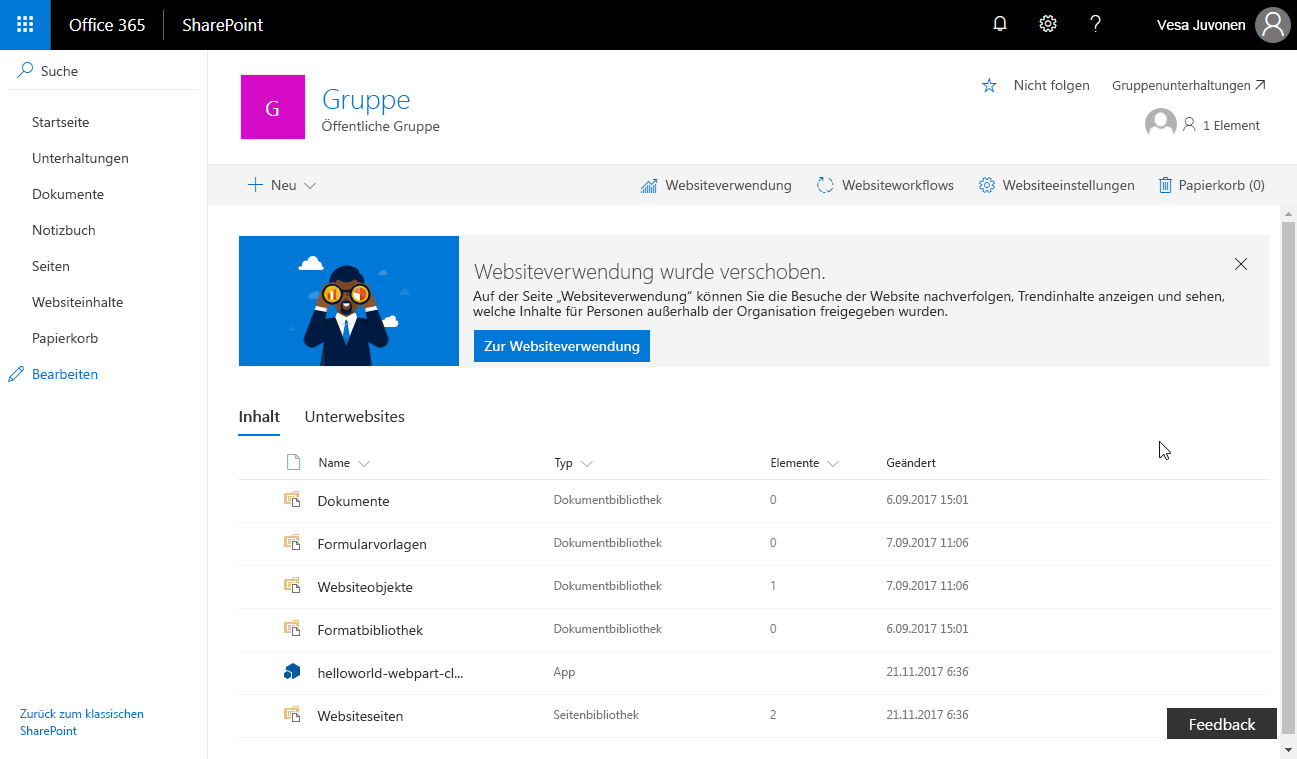 Office 365 SharePoint Vesa Juvonen
Suche
Startseite
Unterhaltungen
Dokumente
Notizbuch
Seiten
Websiteinhalte
Papierkorb
Bearbeiten
Zurück zum klassischen
SharePoint
G
Gruppe
Öffentliche Gruppe
Nicht folgen Gruppenunterhaltungen
1 Element
Neu Websiteverwendung Websiteworkflows Websiteeinstellungen Papierkorb (0)
Websiteverwendung wurde verschoben.
Auf der Seite „Websiteverwendung“ können Sie die Besuche der Website nachverfolgen, Trendinhalte anzeigen und sehen,
welche Inhalte für Personen außerhalb der Organisation freigegeben wurden.
Zur Websiteverwendung
Inhalt Unterwebsites
Name Typ Elemente Geändert
Dokumente Dokumentbibliothek 0 6.09.2017 15:01
Formularvorlagen Dokumentbibliothek 0 7.09.2017 11:06
Websiteobjekte Dokumentbibliothek 1 7.09.2017 11:06
Formatbibliothek Dokumentbibliothek 0 6.09.2017 15:01
helloworld-webpart-cl... App 21.11.2017 6:36
Websiteseiten Seitenbibliothek 2 21.11.2017 6:36
Feedback